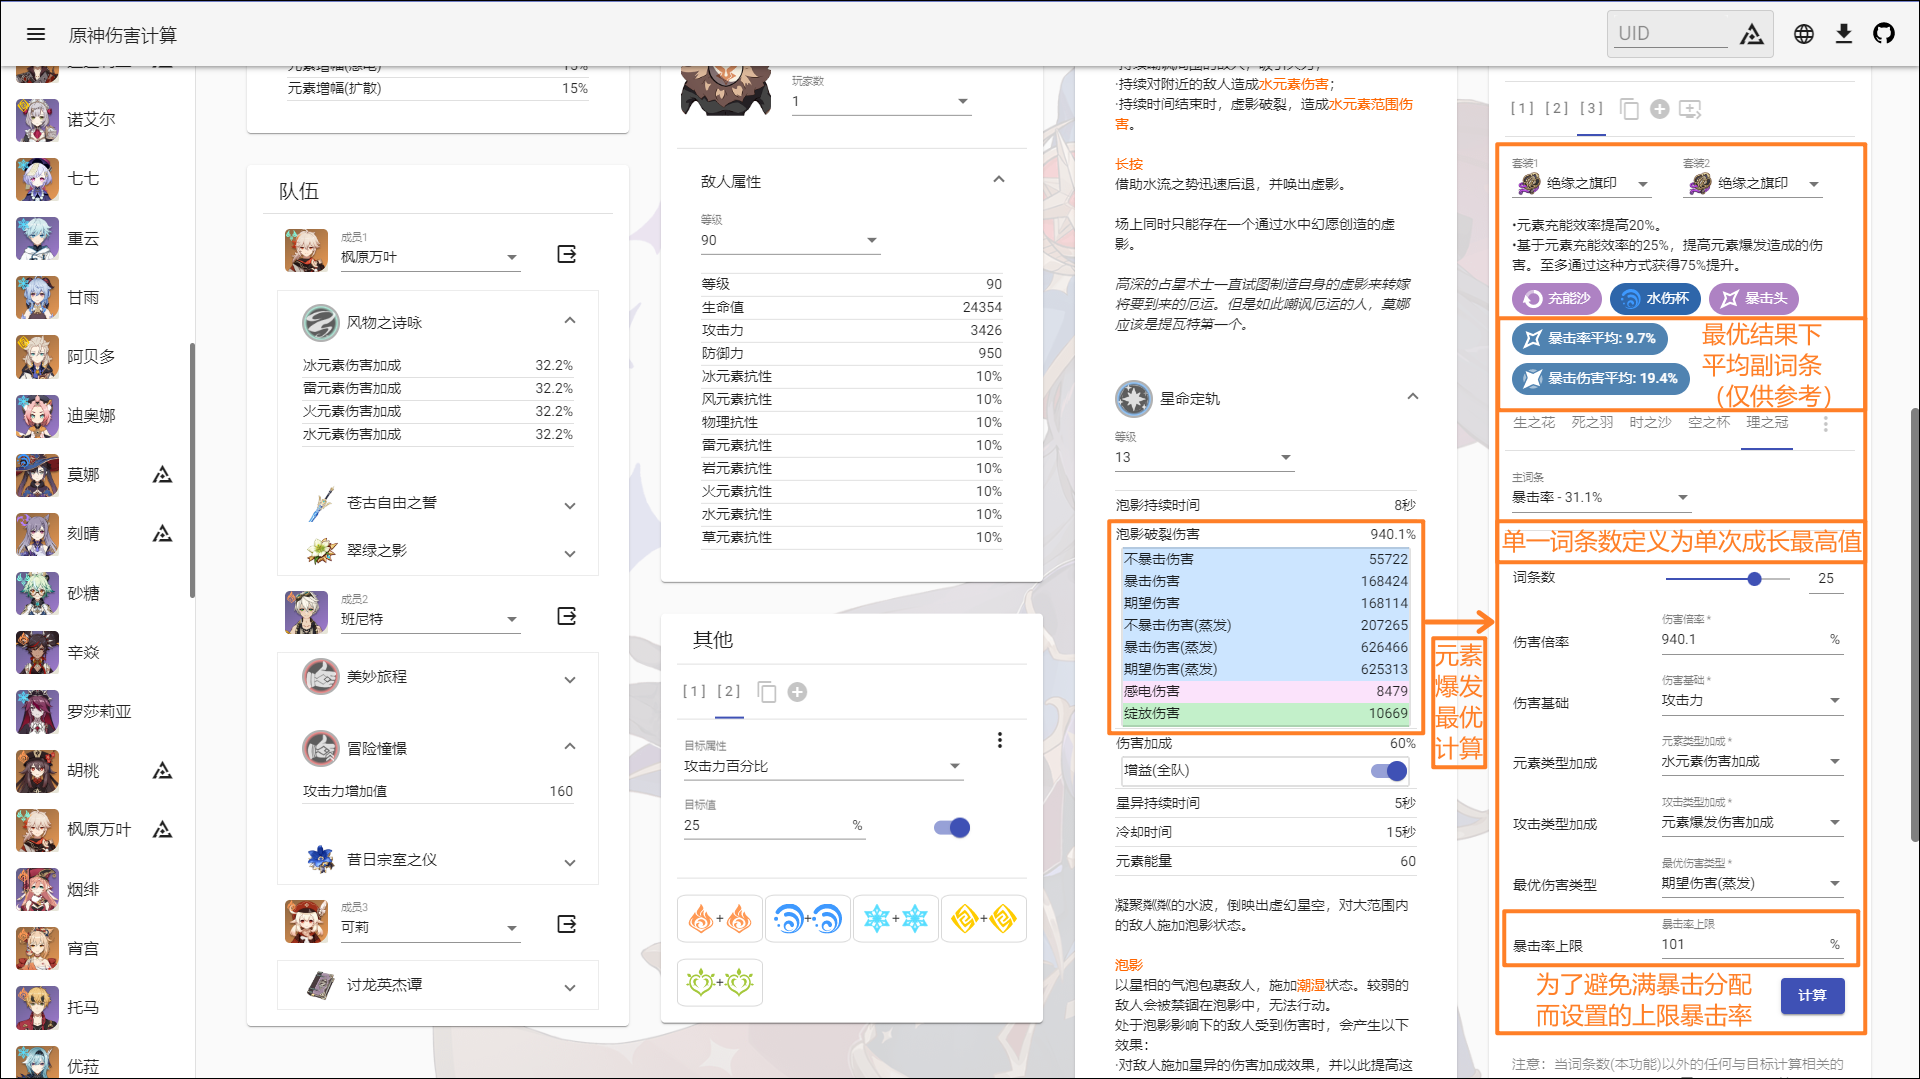 原神伤害计算
UID
诺艾尔
七七
重云
甘雨
阿贝多
迪奥娜
莫娜
刻晴
砂糖
辛焱
罗莎莉亚
胡桃
枫原万叶
烟绯
宵宫
托马
优菈
元素增幅(感电) 15%
元素增幅(扩散) 15%
队伍
成员1
枫原万叶
风物之诗咏
冰元素伤害加成 32.2%
雷元素伤害加成 32.2%
火元素伤害加成 32.2%
水元素伤害加成 32.2%
苍古自由之誓
翠绿之影
成员2
班尼特
美妙旅程
冒险憧憬
攻击力增加值 160
昔日宗室之仪
成员3
可莉
讨龙英杰谭
玩家数
1
敌人属性
等级
90
等级 90
生命值 24354
攻击力 3426
防御力 950
冰元素抗性 10%
风元素抗性 10%
物理抗性 10%
雷元素抗性 10%
岩元素抗性 10%
火元素抗性 10%
水元素抗性 10%
草元素抗性 10%
其他
[1] [2]
目标属性
攻击力百分比
目标值
25 %
+
+
+
+
+
·持续嘲讽周围的敌人，吸引火力；
·持续对附近的敌人造成水元素伤害；
·持续时间结束时，虚影破裂，造成水元素范围伤
害。
长按
借助水流之势迅速后退，并唤出虚影。
场上同时只能存在一个通过水中幻愿创造的虚
影。
高深的占星术士一直试图制造自身的虚影来转嫁
将要到来的厄运。但是如此嘲讽厄运的人，莫娜
应该是提瓦特第一个。
星命定轨
等级
13
泡影持续时间 8秒
泡影破裂伤害 940.1%
不暴击伤害 55722
暴击伤害 168424
期望伤害 168114
不暴击伤害(蒸发) 207265
暴击伤害(蒸发) 626466
期望伤害(蒸发) 625313
感电伤害 8479
绽放伤害 10669
伤害加成 60%
增益(全队)
星异持续时间 5秒
冷却时间 15秒
元素能量 60
凝聚粼粼的水波，倒映出虚幻星空，对大范围内
的敌人施加泡影状态。
泡影
以星相的气泡包裹敌人，施加潮湿状态。较弱的
敌人会被禁锢在泡影中，无法行动。
处于泡影影响下的敌人受到伤害时，会产生以下
效果：
·对敌人施加星异的伤害加成效果，并以此提高这
元素
爆发
最优
计算
[1] [2] [3]
套装1
绝缘之旗印
套装2
绝缘之旗印
•元素充能效率提高20%。
•基于元素充能效率的25%，提高元素爆发造成的伤
害。至多通过这种方式获得75%提升。
充能沙 水伤杯 暴击头
暴击率平均: 9.7%
暴击伤害平均: 19.4%
最优结果下
平均副词条
（仅供参考）
生之花 死之羽 时之沙 空之杯 理之冠
主词条
暴击率 - 31.1%
单一词条数定义为单次成长最高值
词条数 25
伤害倍率
伤害倍率 *
940.1 %
伤害基础
伤害基础 *
攻击力
元素类型加成
元素类型加成 *
水元素伤害加成
攻击类型加成
攻击类型加成 *
元素爆发伤害加成
最优伤害类型
最优伤害类型 *
期望伤害(蒸发)
暴击率上限
暴击率上限
101 %
为了避免满暴击分配
而设置的上限暴击率
计算
注意：当词条数(本功能)以外的任何与目标计算相关的